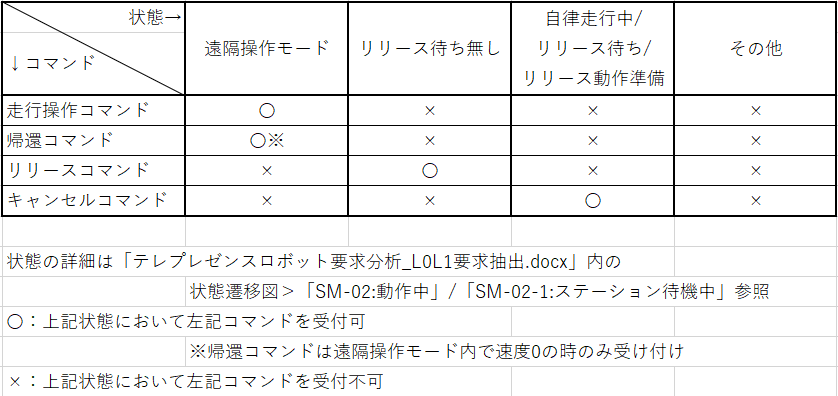 状態→
↓コマンド
遠隔操作モード
リリース待ち無し
自律走行中/
リリース待ち/
リリース動作準備
その他
走行操作コマンド 〇 × × ×
帰還コマンド 〇※ × × ×
リリースコマンド × 〇 × ×
キャンセルコマンド × × 〇 ×
状態の詳細は「テレプレゼンスロボット要求分析_L0L1要求抽出.docx」内の
状態遷移図＞「SM-02:動作中」/「SM-02-1:ステーション待機中」参照
〇：上記状態において左記コマンドを受付可
※帰還コマンドは遠隔操作モード内で速度0の時のみ受け付け
×：上記状態において左記コマンドを受付不可